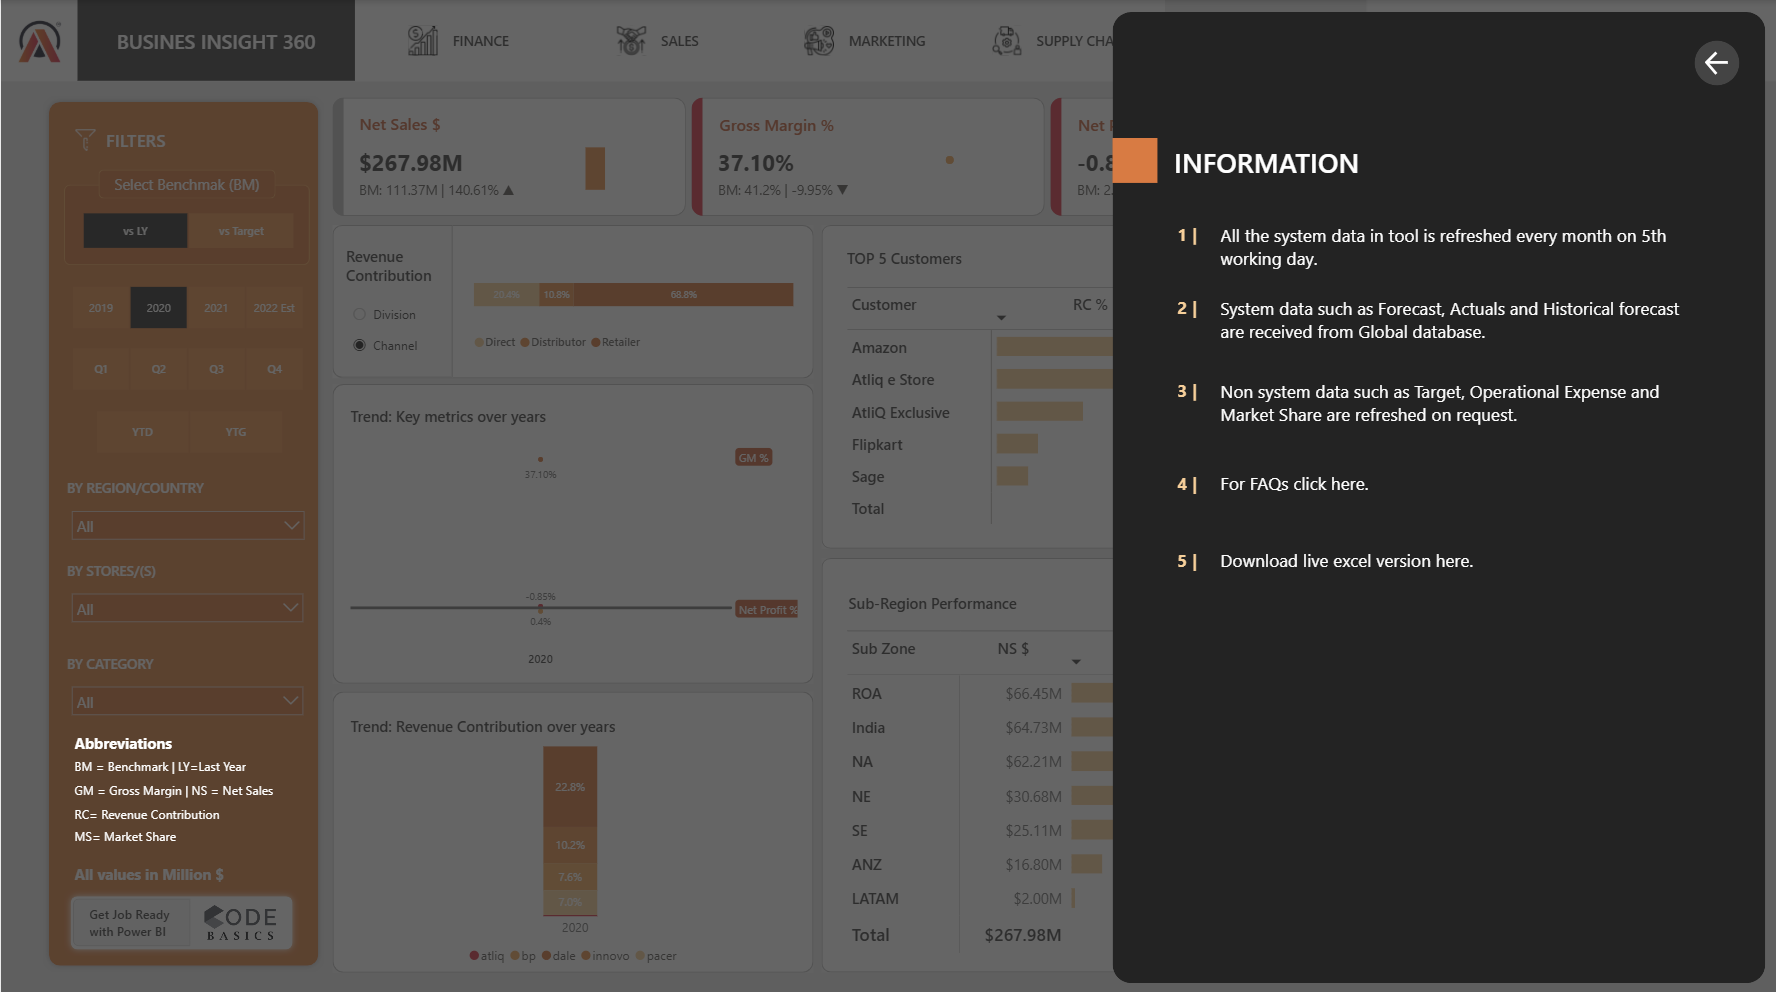 BUSINES INSIGHT 360
FINANCE
SALES
MARKETING
SUPPLY CHA
FILTERS
Select Benchmak (BM)
vs LY
vs Target
2019
2020
2021
2022 Est
Q1
Q2
Q3
Q4
YTD
YTG
BY REGION/COUNTRY
All
BY STORES/(S)
All
BY CATEGORY
All
Abbreviations
BM = Benchmark | LY=Last Year
GM = Gross Margin | NS = Net Sales
RC= Revenue Contribution
MS= Market Share
All values in Million $
Get Job Ready
with Power BI
CODE
BASICS
Net Sales $
$267.98M
BM: 111.37M | 140.61% ▲
Gross Margin %
37.10%
BM: 41.2% | -9.95% ▼
Net P
-0.8
BM: 2.
Revenue
Contribution
Division
Channel
20.4%
10.8%
68.8%
Direct
Distributor
Retailer
Trend: Key metrics over years
GM %
37.10%
-0.85%
0.4%
Net Profit %
2020
Trend: Revenue Contribution over years
22.8%
10.2%
7.6%
7.0%
2020
atliq
bp
dale
innovo
pacer
TOP 5 Customers
Customer
RC %
Amazon
Atliq e Store
AtliQ Exclusive
Flipkart
Sage
Total
Sub-Region Performance
Sub Zone
NS $
ROA
$66.45M
India
$64.73M
NA
$62.21M
NE
$30.68M
SE
$25.11M
ANZ
$16.80M
LATAM
$2.00M
Total
$267.98M
INFORMATION
1 | All the system data in tool is refreshed every month on 5th
working day.
2 | System data such as Forecast, Actuals and Historical forecast
are received from Global database.
3 | Non system data such as Target, Operational Expense and
Market Share are refreshed on request.
4 | For FAQs click here.
5 | Download live excel version here.